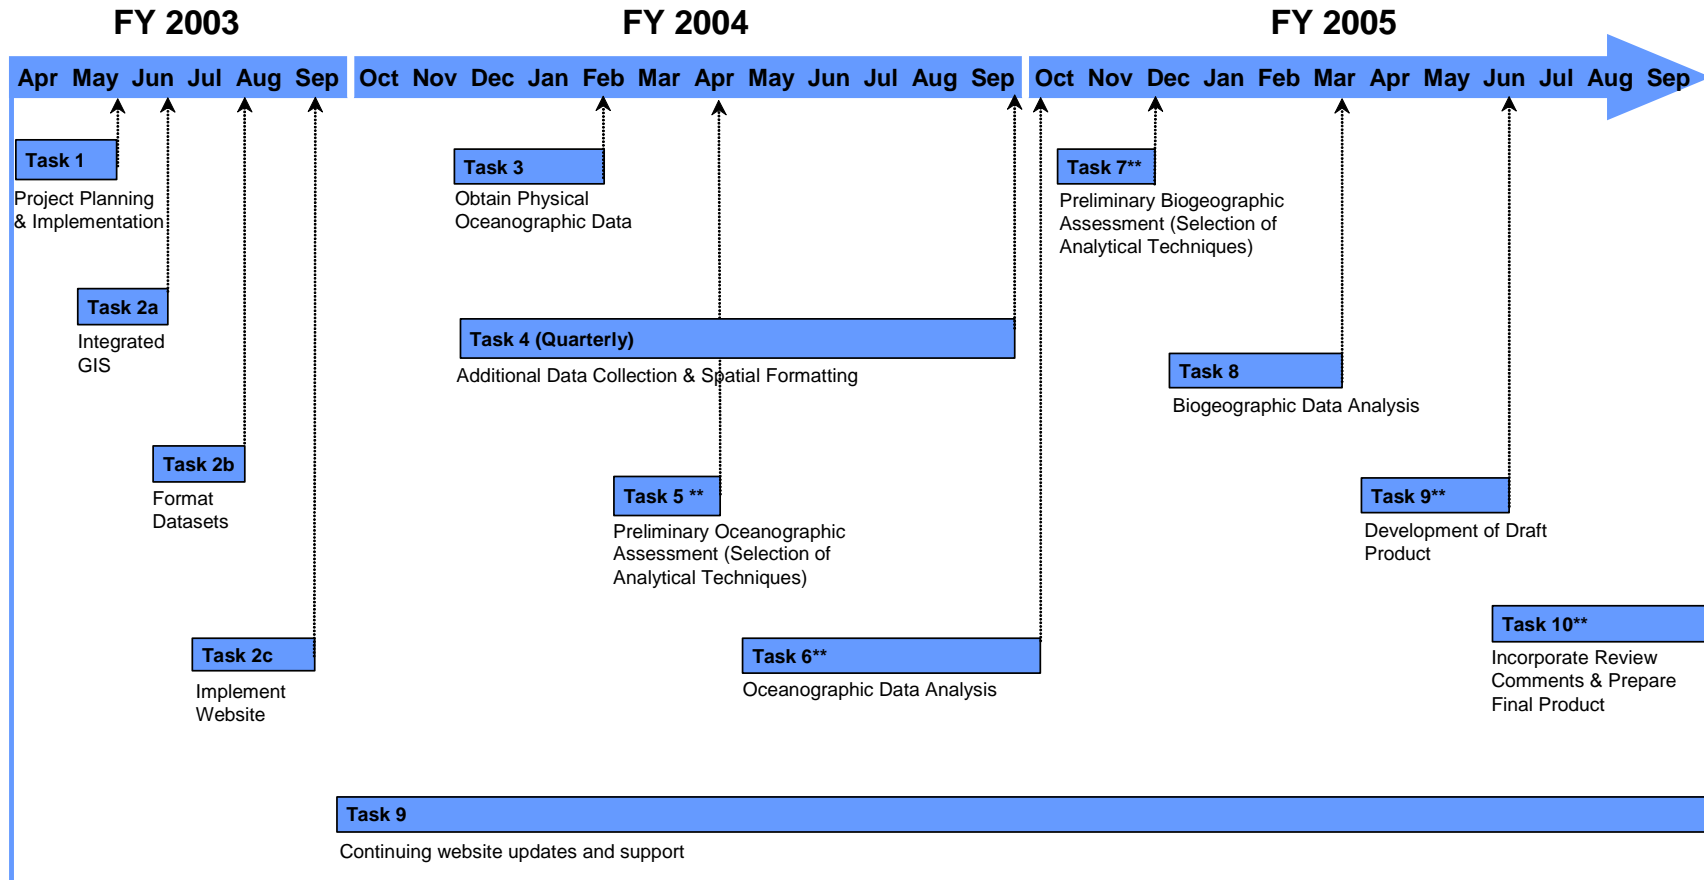 FY 2003
FY 2004
FY 2005
Apr May Jun Jul Aug Sep
Oct Nov Dec Jan Feb Mar Apr May Jun Jul Aug Sep
Oct Nov Dec Jan Feb Mar Apr May Jun Jul Aug Sep
Task 1
Project Planning
& Implementation
Task 2a
Integrated
GIS
Task 2b
Format
Datasets
Task 2c
Implement
Website
Task 3
Obtain Physical
Oceanographic Data
Task 4 (Quarterly)
Additional Data Collection & Spatial Formatting
Task 5 **
Preliminary Oceanographic
Assessment (Selection of
Analytical Techniques)
Task 6**
Oceanographic Data Analysis
Task 7**
Preliminary Biogeographic
Assessment (Selection of
Analytical Techniques)
Task 8
Biogeographic Data Analysis
Task 9**
Development of Draft
Product
Task 10**
Incorporate Review
Comments & Prepare
Final Product
Task 9
Continuing website updates and support